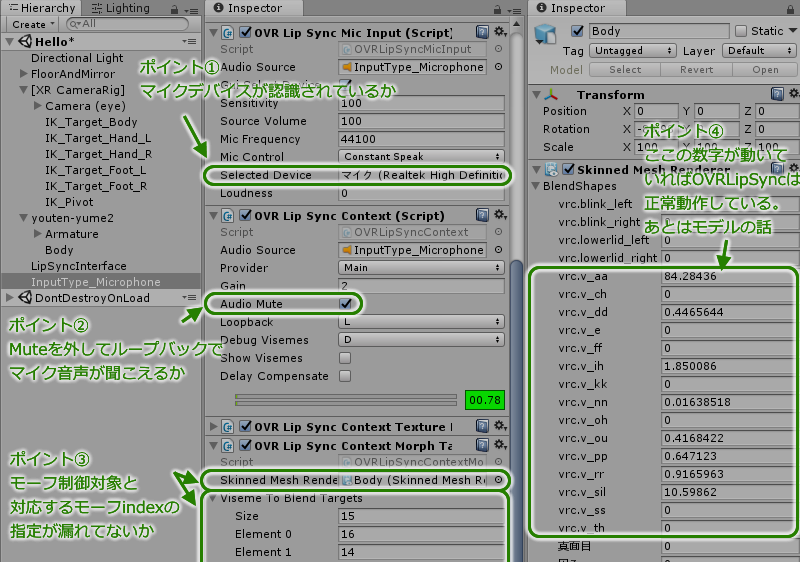 Hierarchy
Lighting
Create
All
Hello*
Directional Light
FloorAndMirror
[XR CameraRig]
Camera (eye)
IK_Target_Body
IK_Target_Hand_L
IK_Target_Hand_R
IK_Target_Foot_L
IK_Target_Foot_R
IK_Pivot
youten-yume2
Armature
Body
LipSyncInterface
InputType_Microphone
DontDestroyOnLoad
ポイント②
Muteを外してループバックで
マイク音声が聞こえるか
ポイント③
モーフ制御対象と
対応するモーフindexの
指定が漏れてないか
Inspector
OVR Lip Sync Mic Input (Script)
Script OVRLipSyncMicInput
Audio Source InputType_Microphone
ポイント①
マイクデバイスが認識されているか
Sensitivity 100
Source Volume 100
Mic Frequency 44100
Mic Control Constant Speak
Selected Device マイク (Realtek High Definitio
Loudness 0
OVR Lip Sync Context (Script)
Script OVRLipSyncContext
Audio Source InputType_Microphone
Provider Main
Gain 2
Audio Mute
Loopback L
Debug Visemes D
Show Visemes
Delay Compensate
00.78
OVR Lip Sync Context Texture
OVR Lip Sync Context Morph Ta
Script OVRLipSyncContextMo
Skinned Mesh Rende Body (Skinned Mesh Re
Viseme To Blend Targets
Size 15
Element 0 16
Element 1 14
Inspector
Body Static
Tag Untagged Layer Default
Model Select Revert Open
Transform
Position X 0 Y 0 Z 0
Rotation X Y 0 Z 0
Scale X 100 Y 100 Z 100
ポイント④
ここの数字が動いて
いればOVRLipSyncは
正常動作している。
あとはモデルの話
Skinned Mesh Renderer
BlendShapes
vrc.blink_left
vrc.blink_right
vrc.lowerlid_left
vrc.lowerlid_right
vrc.v_aa 84.28436
vrc.v_ch 0
vrc.v_dd 0.4465644
vrc.v_e 0
vrc.v_ff 0
vrc.v_ih 1.850086
vrc.v_kk 0
vrc.v_nn 0.01638518
vrc.v_oh 0
vrc.v_ou 0.4168422
vrc.v_pp 0.647123
vrc.v_rr 0.9165963
vrc.v_sil 10.59862
vrc.v_ss 0
vrc.v_th 0
真面目 0